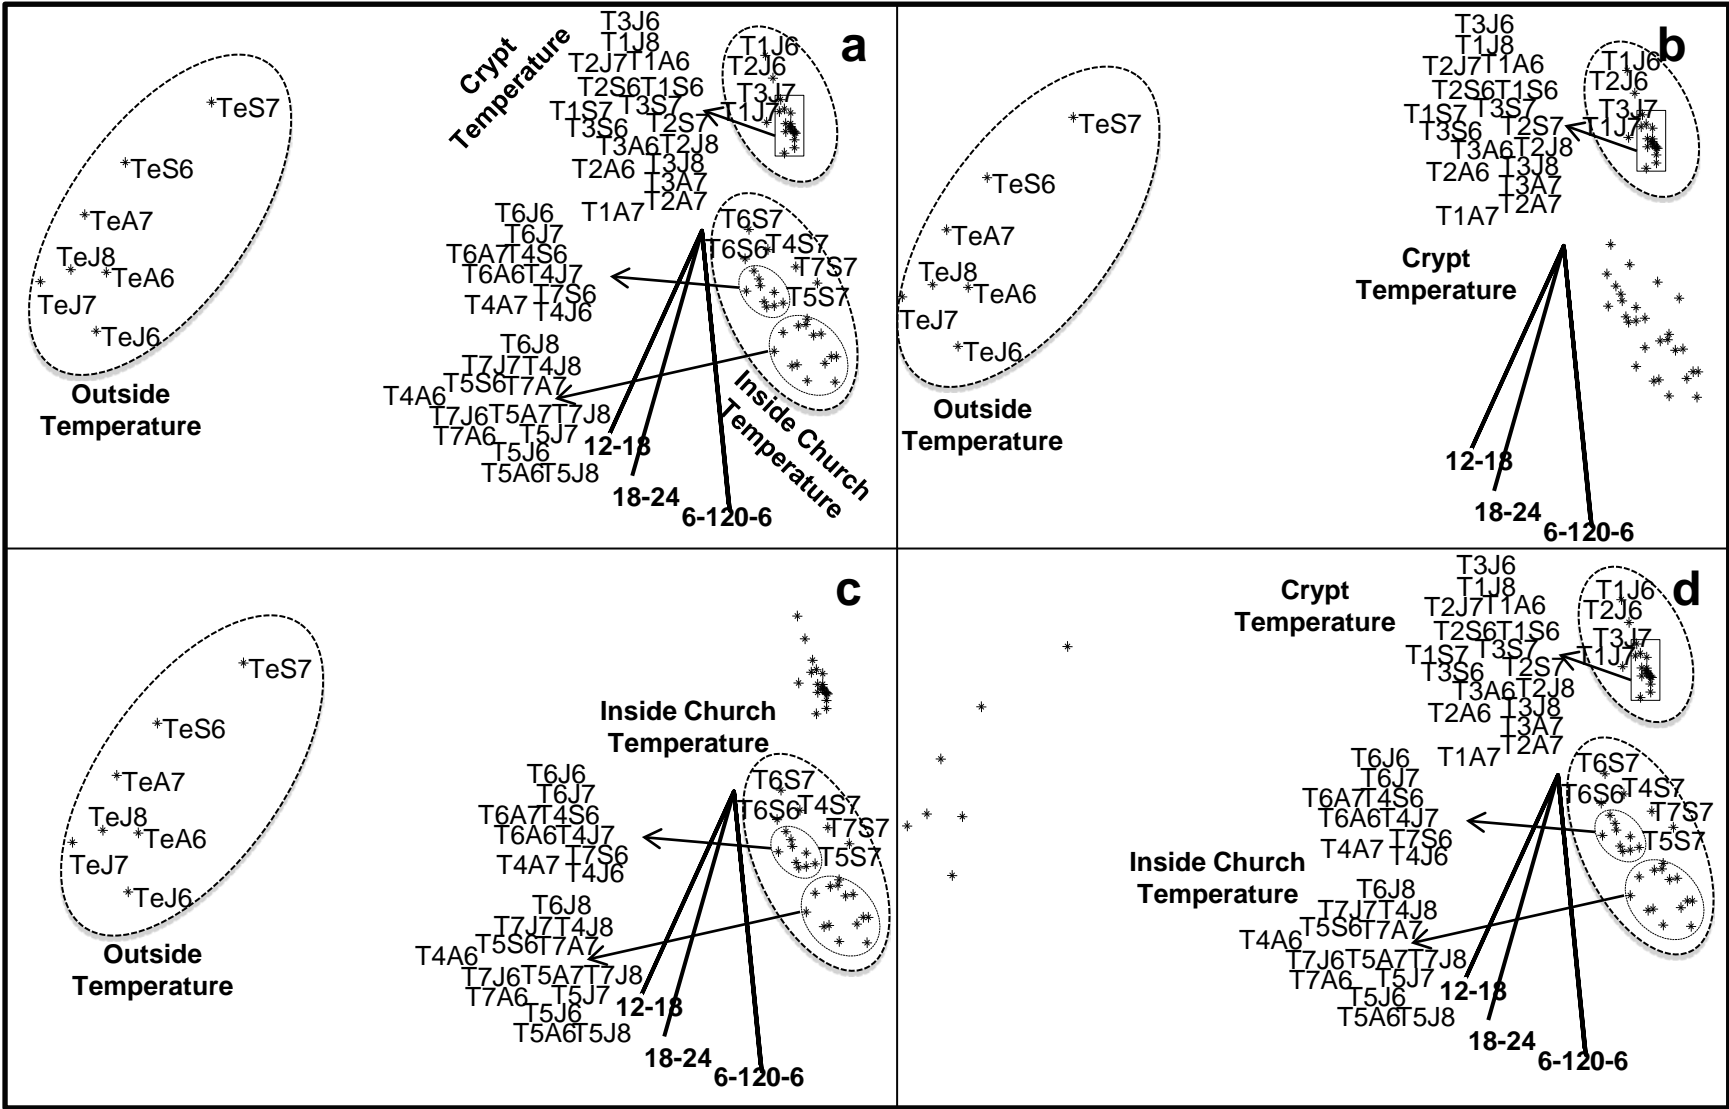 a
T3J6
T1J8
T2J7T1A6
T2S6T1S6
T1S7 T3S7
T3S6 T2S7
T3A6T2J8
T2A6 T3J8
T3A7
T2A7
T1A7
Crypt
Temperature
T1J6
T2J6
T3J7
T1J7
TeS7
TeS6
TeA7
TeJ8
TeA6
TeJ7
TeJ6
Outside
Temperature
T6J6
T6J7
T6A7T4S6
T6A6T4J7
T7S6
T4A7 T4J6
T6J8
T7J7T4J8
T5S6T7A7
T4A6
T7J6 T5A7T7J8
T7A6 T5J7
T5J6
T5A6T5J8
T6S7
T6S6 T4S7
T7S7
T5S7
Inside Church
Temperature
12-18
18-24
6-120-6
b
T3J6
T1J8
T2J7T1A6
T2S6T1S6
T1S7 T3S7
T3S6 T2S7
T3A6T2J8
T2A6 T3J8
T3A7
T2A7
T1A7
T1J6
T2J6
T3J7
T1J7
Crypt
Temperature
TeS7
TeS6
TeA7
TeJ8
TeA6
TeJ7
TeJ6
Outside
Temperature
12-18
18-24
6-120-6
c
TeS7
TeS6
TeA7
TeJ8
TeA6
TeJ7
TeJ6
Outside
Temperature
Inside Church
Temperature
T6J6
T6J7
T6A7T4S6
T6A6T4J7
T7S6
T4A7 T4J6
T6J8
T7J7T4J8
T5S6T7A7
T4A6
T7J6 T5A7T7J8
T7A6 T5J7
T5J6
T5A6T5J8
T6S7
T6S6 T4S7
T7S7
T5S7
12-18
18-24
6-120-6
d
Crypt
Temperature
T3J6
T1J8
T2J7T1A6
T2S6T1S6
T1S7 T3S7
T3S6 T2S7
T3A6T2J8
T2A6 T3J8
T3A7
T2A7
T1A7
T1J6
T2J6
T3J7
T1J7
Inside Church
Temperature
T6J6
T6J7
T6A7T4S6
T6A6T4J7
T7S6
T4A7 T4J6
T6J8
T7J7T4J8
T5S6T7A7
T4A6
T7J6T5A7T7J8
T7A6 T5J7
T5J6
T5A6T5J8
T6S7
T6S6 T4S7
T7S7
T5S7
12-18
18-24
6-120-6